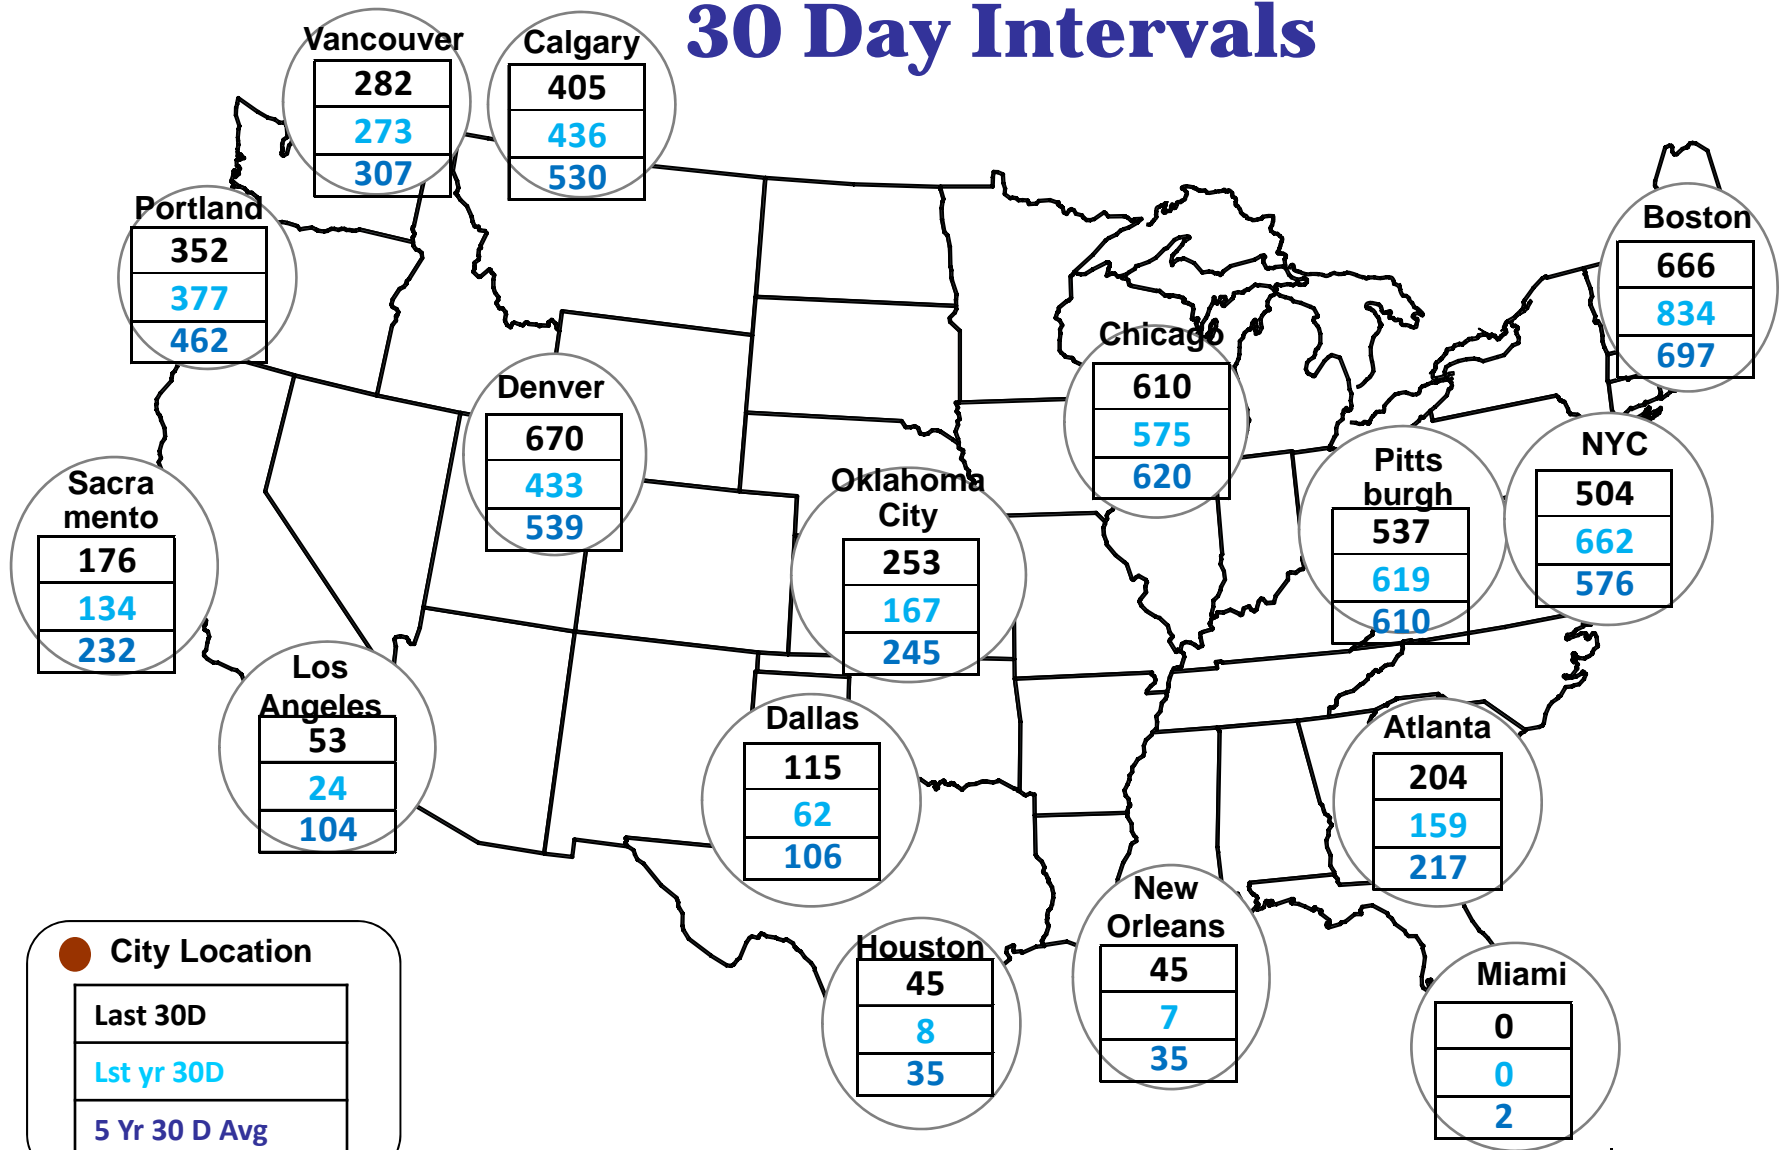 30 Day Intervals
Vancouver
282
273
307
Calgary
405
436
530
Portland
352
377
462
Boston
666
834
697
Chicago
610
575
620
Denver
670
433
539
NYC
504
662
576
Pitts
burgh
537
619
610
Sacra
mento
176
134
232
Oklahoma
City
253
167
245
Los
Angeles
53
24
104
Dallas
115
62
106
Atlanta
204
159
217
New
Orleans
45
7
35
Houston
45
8
35
Miami
0
0
2
City Location
Last 30D
Lst yr 30D
5 Yr 30 D Avg